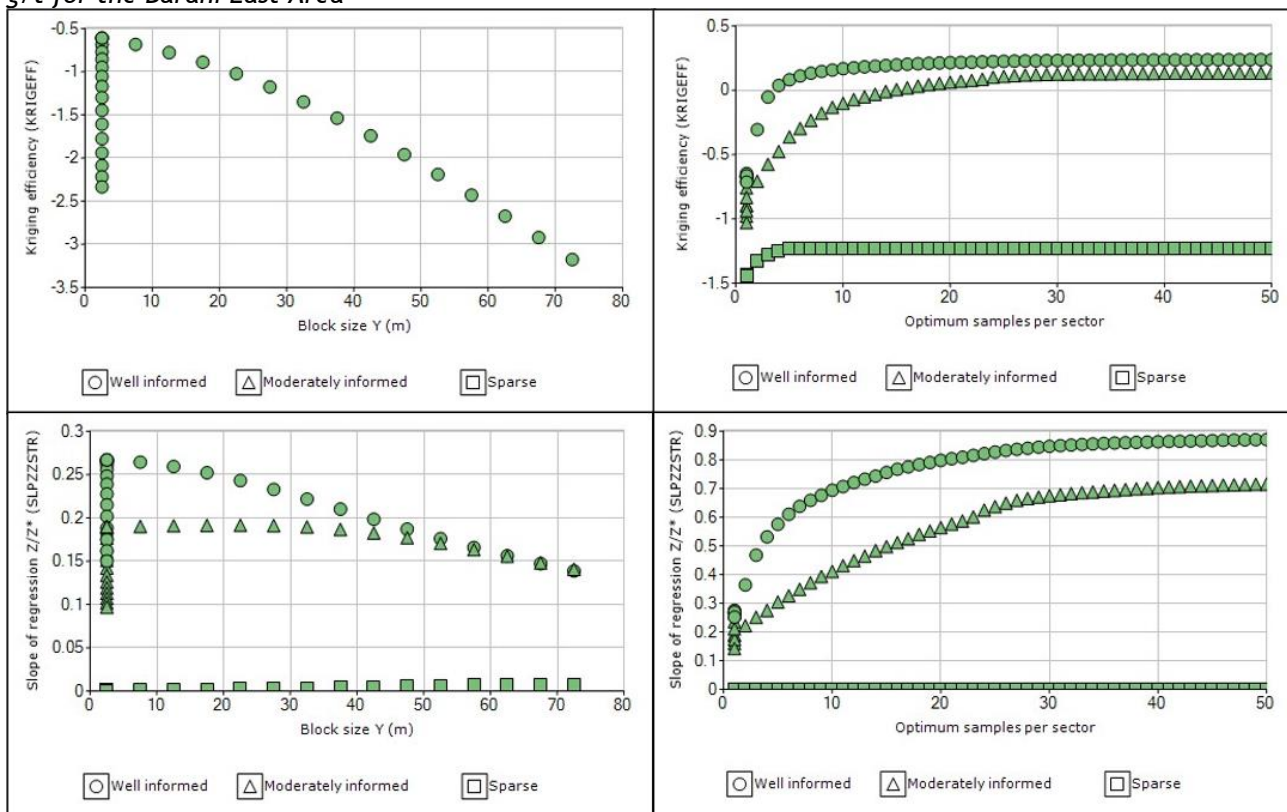 g/t for the Barani East Area
Kriging efficiency (KRIGEFF)
-0.5
-1
-1.5
-2
-2.5
-3
-3.5
0 10 20 30 40 50 60 70 80
Block size Y (m)
Well informed Moderately informed Sparse
Kriging efficiency (KRIGEFF)
0.5
0
-0.5
-1
-1.5
0 10 20 30 40 50
Optimum samples per sector
Well informed Moderately informed Sparse
Slope of regression Z/Z* (SLPZZSTR)
0.3
0.25
0.2
0.15
0.1
0.05
0
0 10 20 30 40 50 60 70 80
Block size Y (m)
Well informed Moderately informed Sparse
Slope of regression Z/Z* (SLPZZSTR)
0.9
0.8
0.7
0.6
0.5
0.4
0.3
0.2
0.1
0
0 10 20 30 40 50
Optimum samples per sector
Well informed Moderately informed Sparse